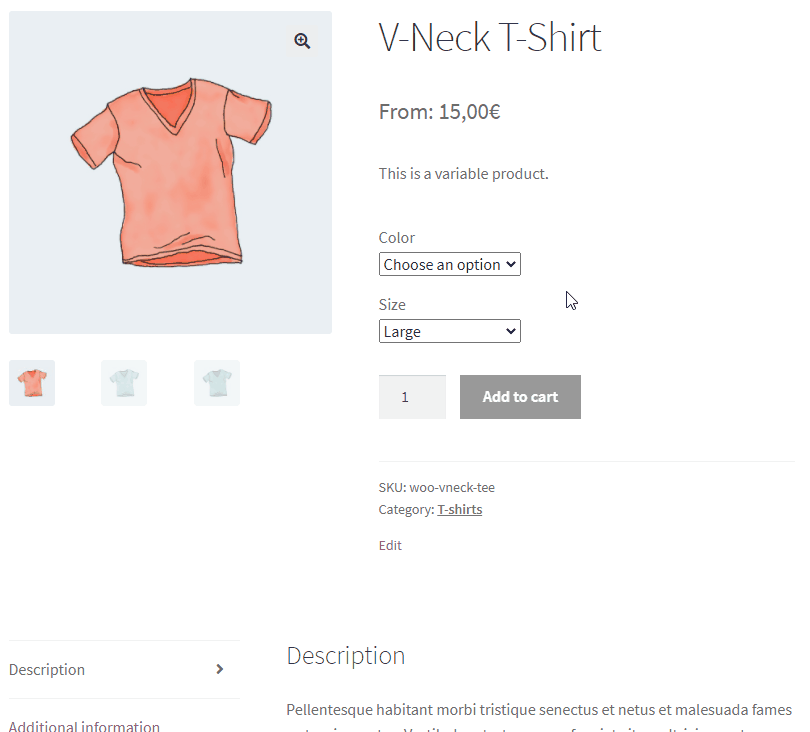 V-Neck T-Shirt
From: 15,00€
This is a variable product.
Color
Choose an option
Size
Large
1
Add to cart
SKU: woo-vneck-tee
Category: T-shirts
Edit
Description
Additional information
Description
Pellentesque habitant morbi tristique senectus et netus et malesuada fames